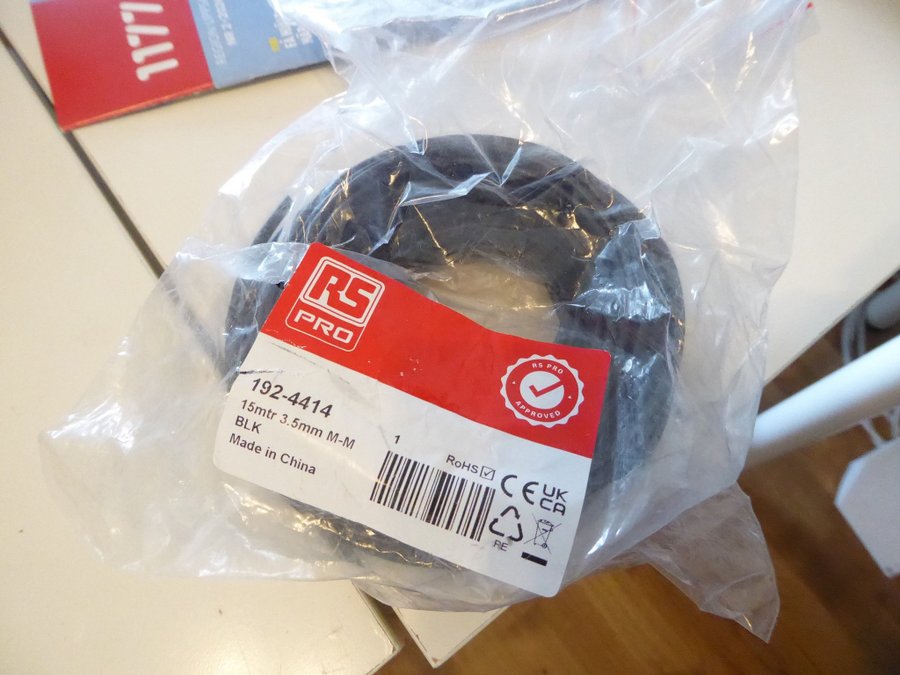 1177
RS
PRO
RS PRO
APPROVED
192-4414
15mtr 3.5mm M-M
BLK
Made in China
1
RoHS
CE
UK
CA